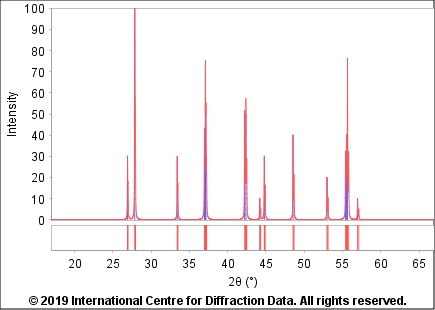 100
90
80
70
60
50
40
30
20
10
0
Intensity
20 25 30 35 40 45 50 55 60 65
2θ (°)
© 2019 International Centre for Diffraction Data. All rights reserved.